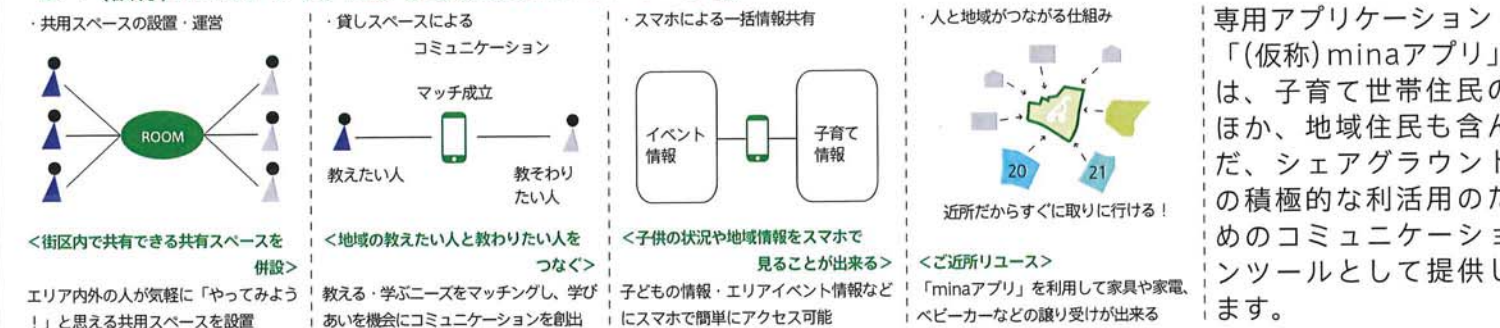 ・共用スペースの設置・運営
ROOM
<街区内で共有できる共有スペースを
併設>
エリア内外の人が気軽に「やってみよう
!」と思える共用スペースを設置
・貸しスペースによる
コミュニケーション
マッチ成立
教えたい人
教そわり
たい人
<地域の教えたい人と教わりたい人を
つなぐ>
教える・学ぶニーズをマッチングし、学び
あいを機会にコミュニケーションを創出
・スマホによる一括情報共有
イベント
情報
子育て
情報
<子供の状況や地域情報をスマホで
見ることが出来る>
子どもの情報・エリアイベント情報など
にスマホで簡単にアクセス可能
・人と地域がつながる仕組み
20
21
近所だからすぐに取りに行ける!
<ご近所リユース>
「minaアプリ」を利用して家具や家電、
ベビーカーなどの譲り受けが出来る
専用アプリケーション
「(仮称)minaアプリ」
は、子育て世帯住民の
ほか、地域住民も含ん
だ、シェアグラウンド
の積極的な利活用のた
めのコミュニケーショ
ンツールとして提供し
ます。